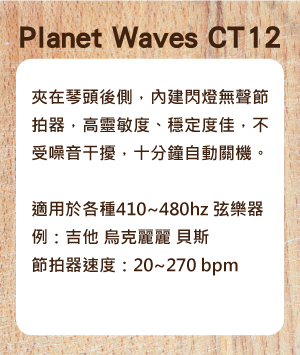 Planet Waves CT12
夾在琴頭後側，內建閃燈無聲節
拍器，高靈敏度、穩定度佳，不
受噪音干擾，十分鐘自動關機。
適用於各種410~480hz 弦樂器
例：吉他 烏克麗麗 貝斯
節拍器速度：20~270 bpm